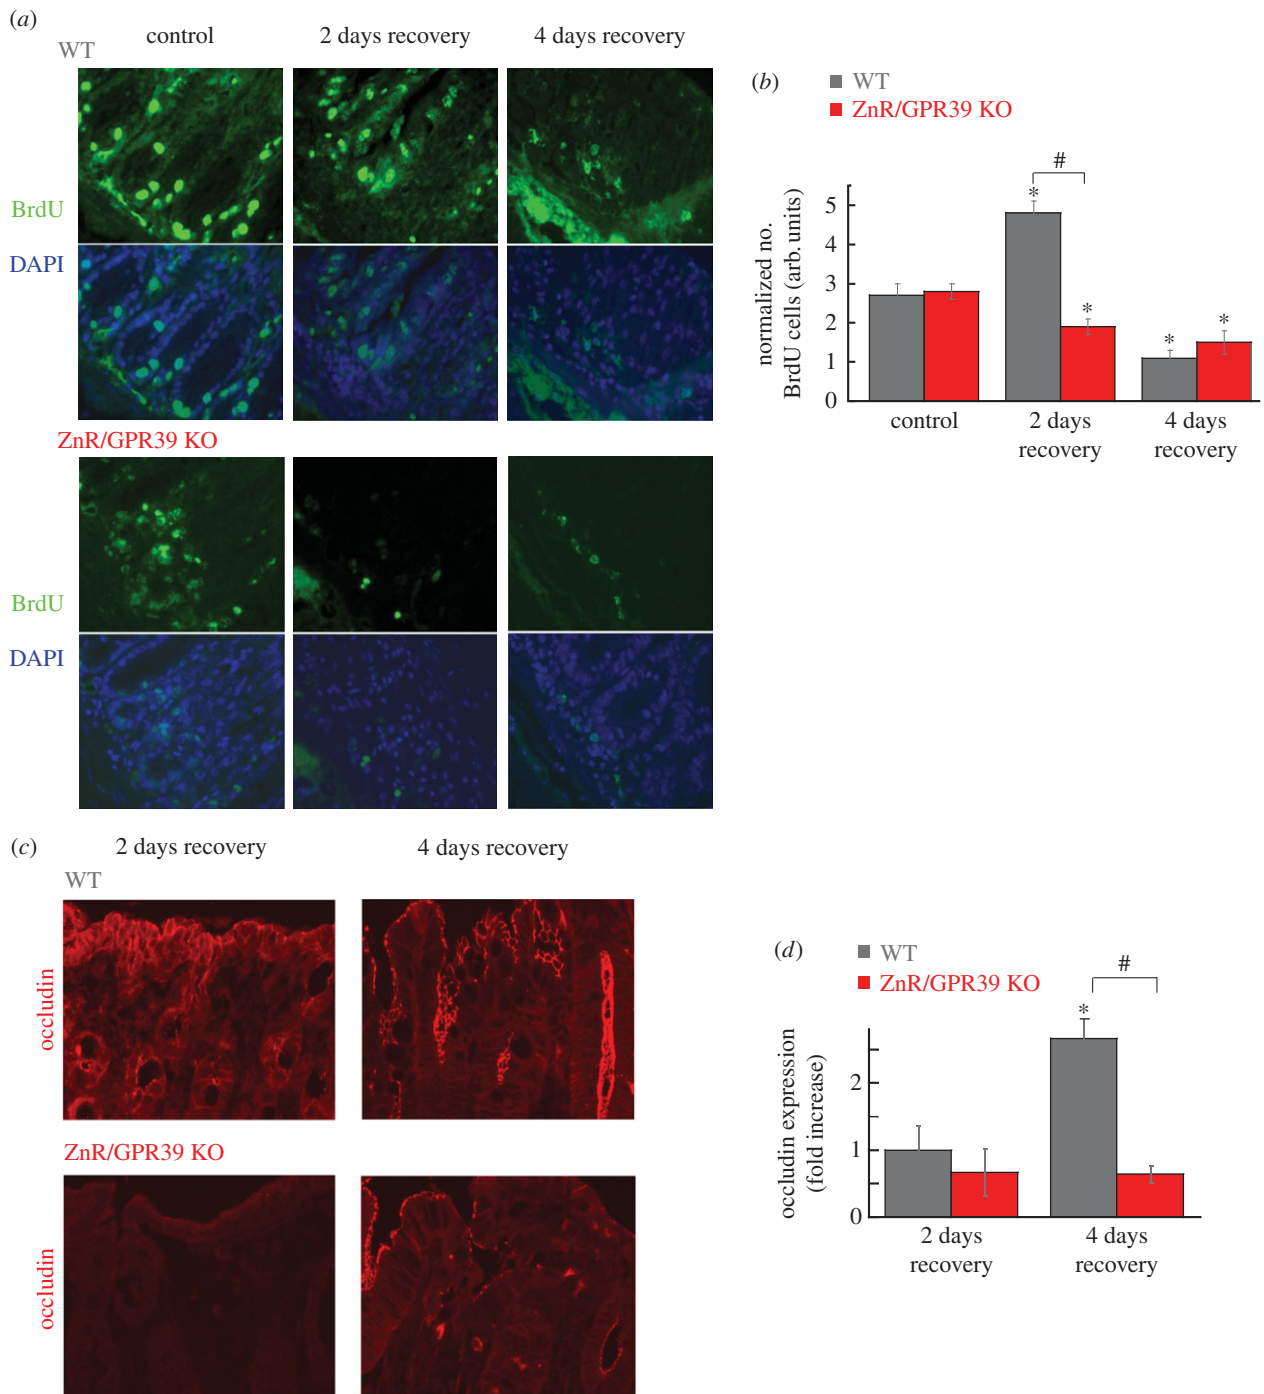 (a)
control
2 days recovery
4 days recovery
WT
BrdU
DAPI
ZnR/GPR39 KO
BrdU
DAPI
(b)
WT
ZnR/GPR39 KO
#
*
*
*
*
normalized no.
BrdU cells (arb. units)
5
4
3
2
1
0
control
2 days
recovery
4 days
recovery
(c)
2 days recovery
4 days recovery
WT
occludin
ZnR/GPR39 KO
occludin
(d)
WT
ZnR/GPR39 KO
#
*
occludin expression
(fold increase)
2
1
0
2 days
recovery
4 days
recovery